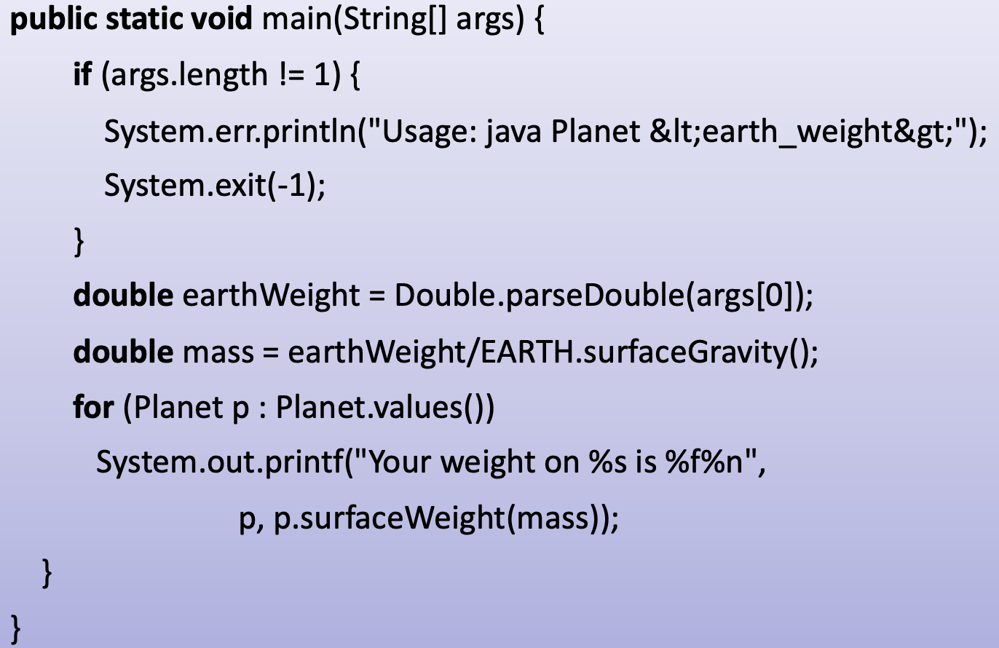 public static void main(String[] args) {
if (args.length != 1) {
System.err.println("Usage: java Planet &lt;earth_weight&gt;");
System.exit(-1);
}
double earthWeight = Double.parseDouble(args[0]);
double mass = earthWeight/EARTH.surfaceGravity();
for (Planet p : Planet.values())
System.out.printf("Your weight on %s is %f%n",
p, p.surfaceWeight(mass));
}
}